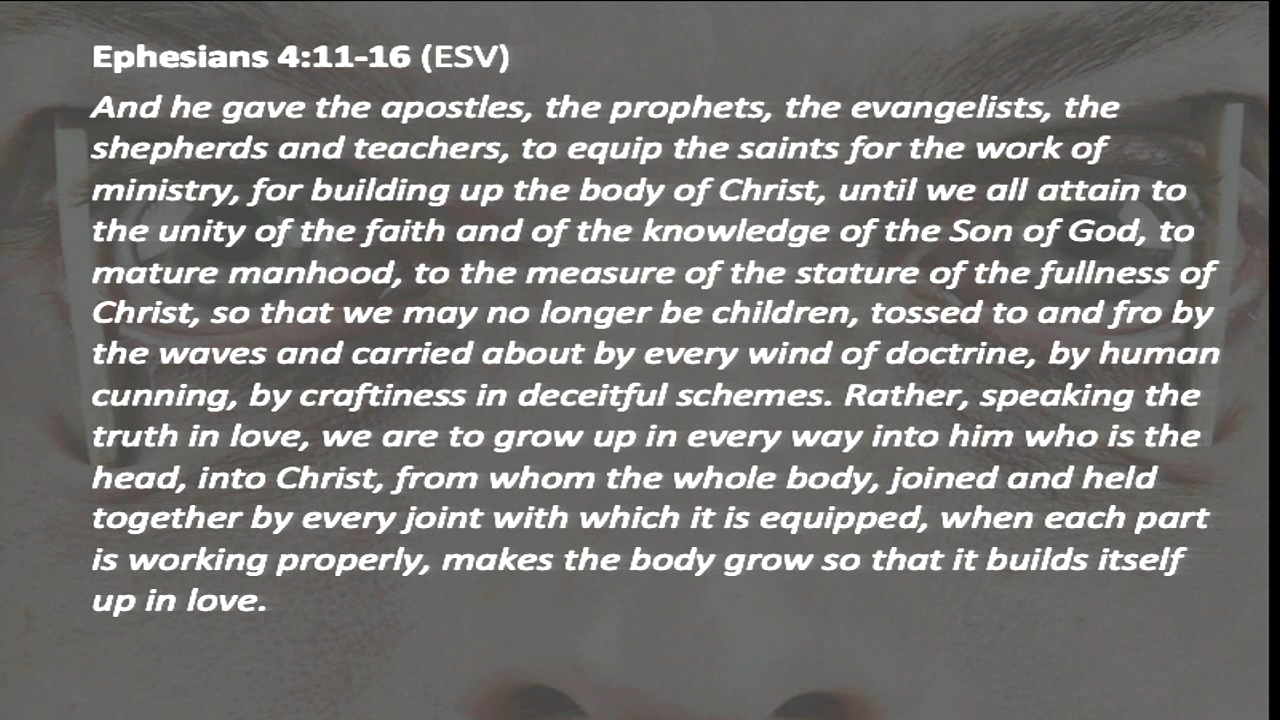 Ephesians 4:11-16 (ESV)
And he gave the apostles, the prophets, the evangelists, the
shepherds and teachers, to equip the saints for the work of
ministry, for building up the body of Christ, until we all attain to
the unity of the faith and of the knowledge of the Son of God, to
mature manhood, to the measure of the stature of the fullness of
Christ, so that we may no longer be children, tossed to and fro by
the waves and carried about by every wind of doctrine, by human
cunning, by craftiness in deceitful schemes. Rather, speaking the
truth in love, we are to grow up in every way into him who is the
head, into Christ, from whom the whole body, joined and held
together by every joint with which it is equipped, when each part
is working properly, makes the body grow so that it builds itself
up in love.